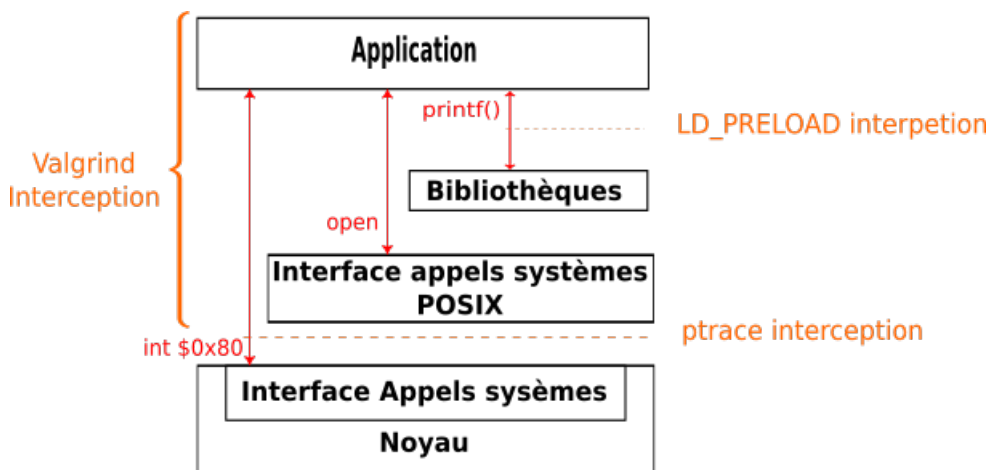 Application
printf()
LD_PRELOAD interpetion
Valgrind
Interception
Bibliothèques
open
Interface appels systèmes
POSIX
ptrace interception
int $0x80
Interface Appels sysèmes
Noyau